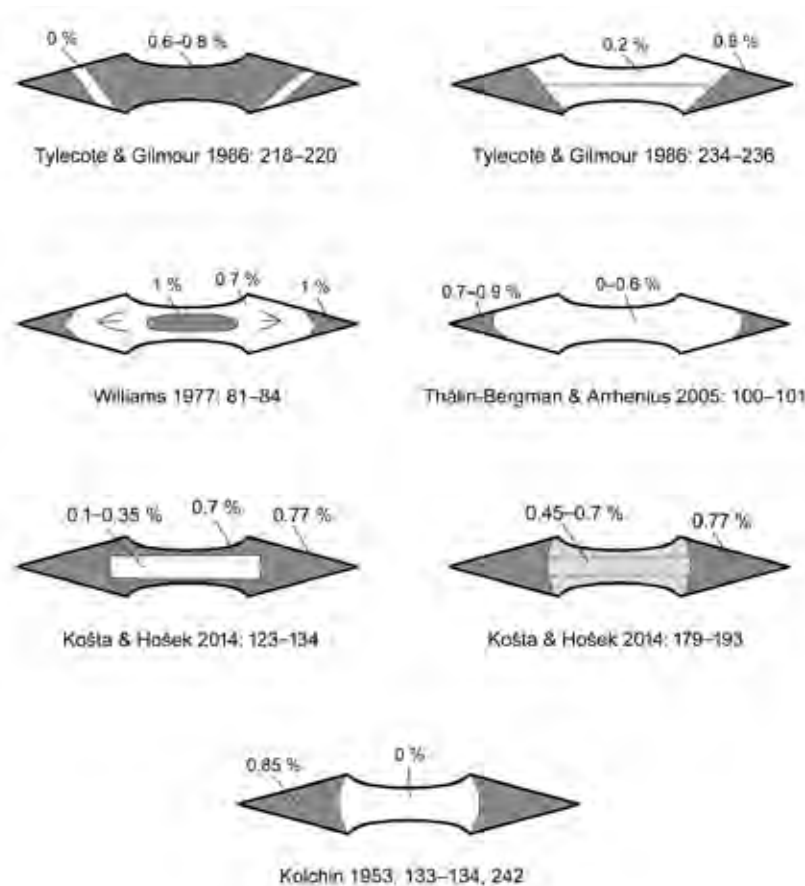 0 %
0.6–0.8 %
Tylecote & Gilmour 1986: 218–220
0.2 %
0.8 %
Tylecote & Gilmour 1986: 234–236
1 %
0.7 %
1 %
Williams 1977: 81–84
0.7–0.9 %
0–0.6 %
Thålin-Bergman & Arrhenius 2005: 100–101
0.1–0.35 %
0.7 %
0.77 %
Košta & Hošek 2014: 123–134
0.45–0.7 %
0.77 %
Košta & Hošek 2014: 179–193
0.85 %
0 %
Kolchin 1953: 133–134, 242